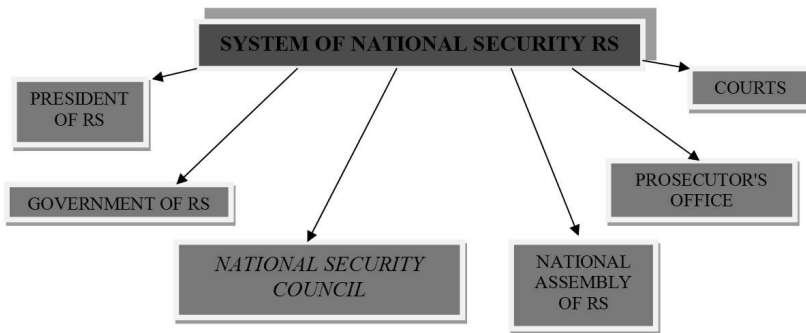 SYSTEM OF NATIONAL SECURITY RS
PRESIDENT
OF RS
COURTS
GOVERNMENT OF RS
PROSECUTOR'S
OFFICE
NATIONAL SECURITY
COUNCIL
NATIONAL
ASSEMBLY
OF RS